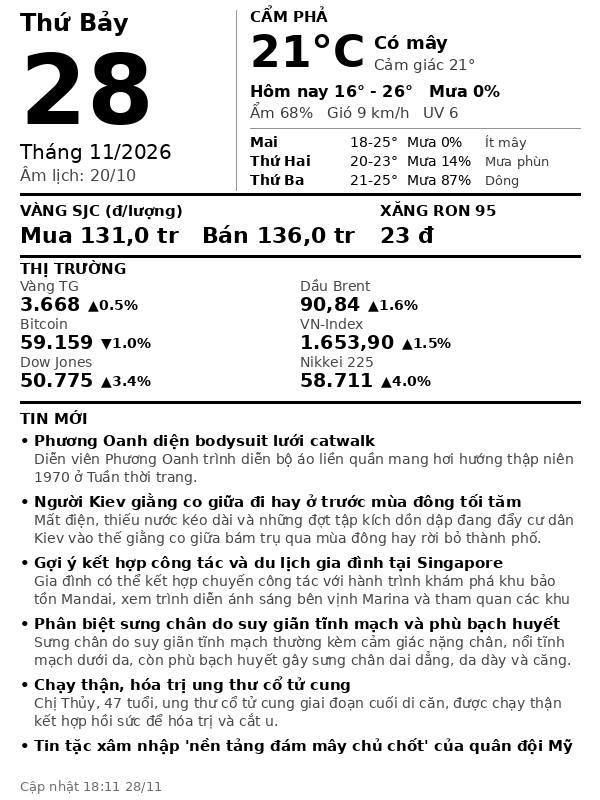 Thứ Bảy
28
Tháng 11/2026
Âm lịch: 20/10
CẨM PHẢ
21°C Có mây
Cảm giác 21°
Hôm nay 16° - 26° Mưa 0%
Ẩm 68% Gió 9 km/h UV 6
Mai 18-25° Mưa 0% Ít mây
Thứ Hai 20-23° Mưa 14% Mưa phùn
Thứ Ba 21-25° Mưa 87% Dông
VÀNG SJC (đ/lượng) XĂNG RON 95
Mua 131,0 tr Bán 136,0 tr 23 đ
THỊ TRƯỜNG
Vàng TG Dầu Brent
3.668 ▲0.5% 90,84 ▲1.6%
Bitcoin VN-Index
59.159 ▼1.0% 1.653,90 ▲1.5%
Dow Jones Nikkei 225
50.775 ▲3.4% 58.711 ▲4.0%
TIN MỚI
• Phương Oanh diện bodysuit lưới catwalk
Diễn viên Phương Oanh trình diễn bộ áo liền quần mang hơi hướng thập niên
1970 ở Tuần thời trang.
• Người Kiev giằng co giữa đi hay ở trước mùa đông tối tăm
Mất điện, thiếu nước kéo dài và những đợt tập kích dồn dập đang đẩy cư dân
Kiev vào thế giằng co giữa bám trụ qua mùa đông hay rời bỏ thành phố.
• Gợi ý kết hợp công tác và du lịch gia đình tại Singapore
Gia đình có thể kết hợp chuyến công tác với hành trình khám phá khu bảo
tồn Mandai, xem trình diễn ánh sáng bên vịnh Marina và tham quan các khu
• Phân biệt sưng chân do suy giãn tĩnh mạch và phù bạch huyết
Sưng chân do suy giãn tĩnh mạch thường kèm cảm giác nặng chân, nổi tĩnh
mạch dưới da, còn phù bạch huyết gây sưng chân dai dẳng, da dày và căng.
• Chạy thận, hóa trị ung thư cổ tử cung
Chị Thủy, 47 tuổi, ung thư cổ tử cung giai đoạn cuối di căn, được chạy thận
kết hợp hồi sức để hóa trị và cắt u.
• Tin tặc xâm nhập 'nền tảng đám mây chủ chốt' của quân đội Mỹ
Cập nhật 18:11 28/11